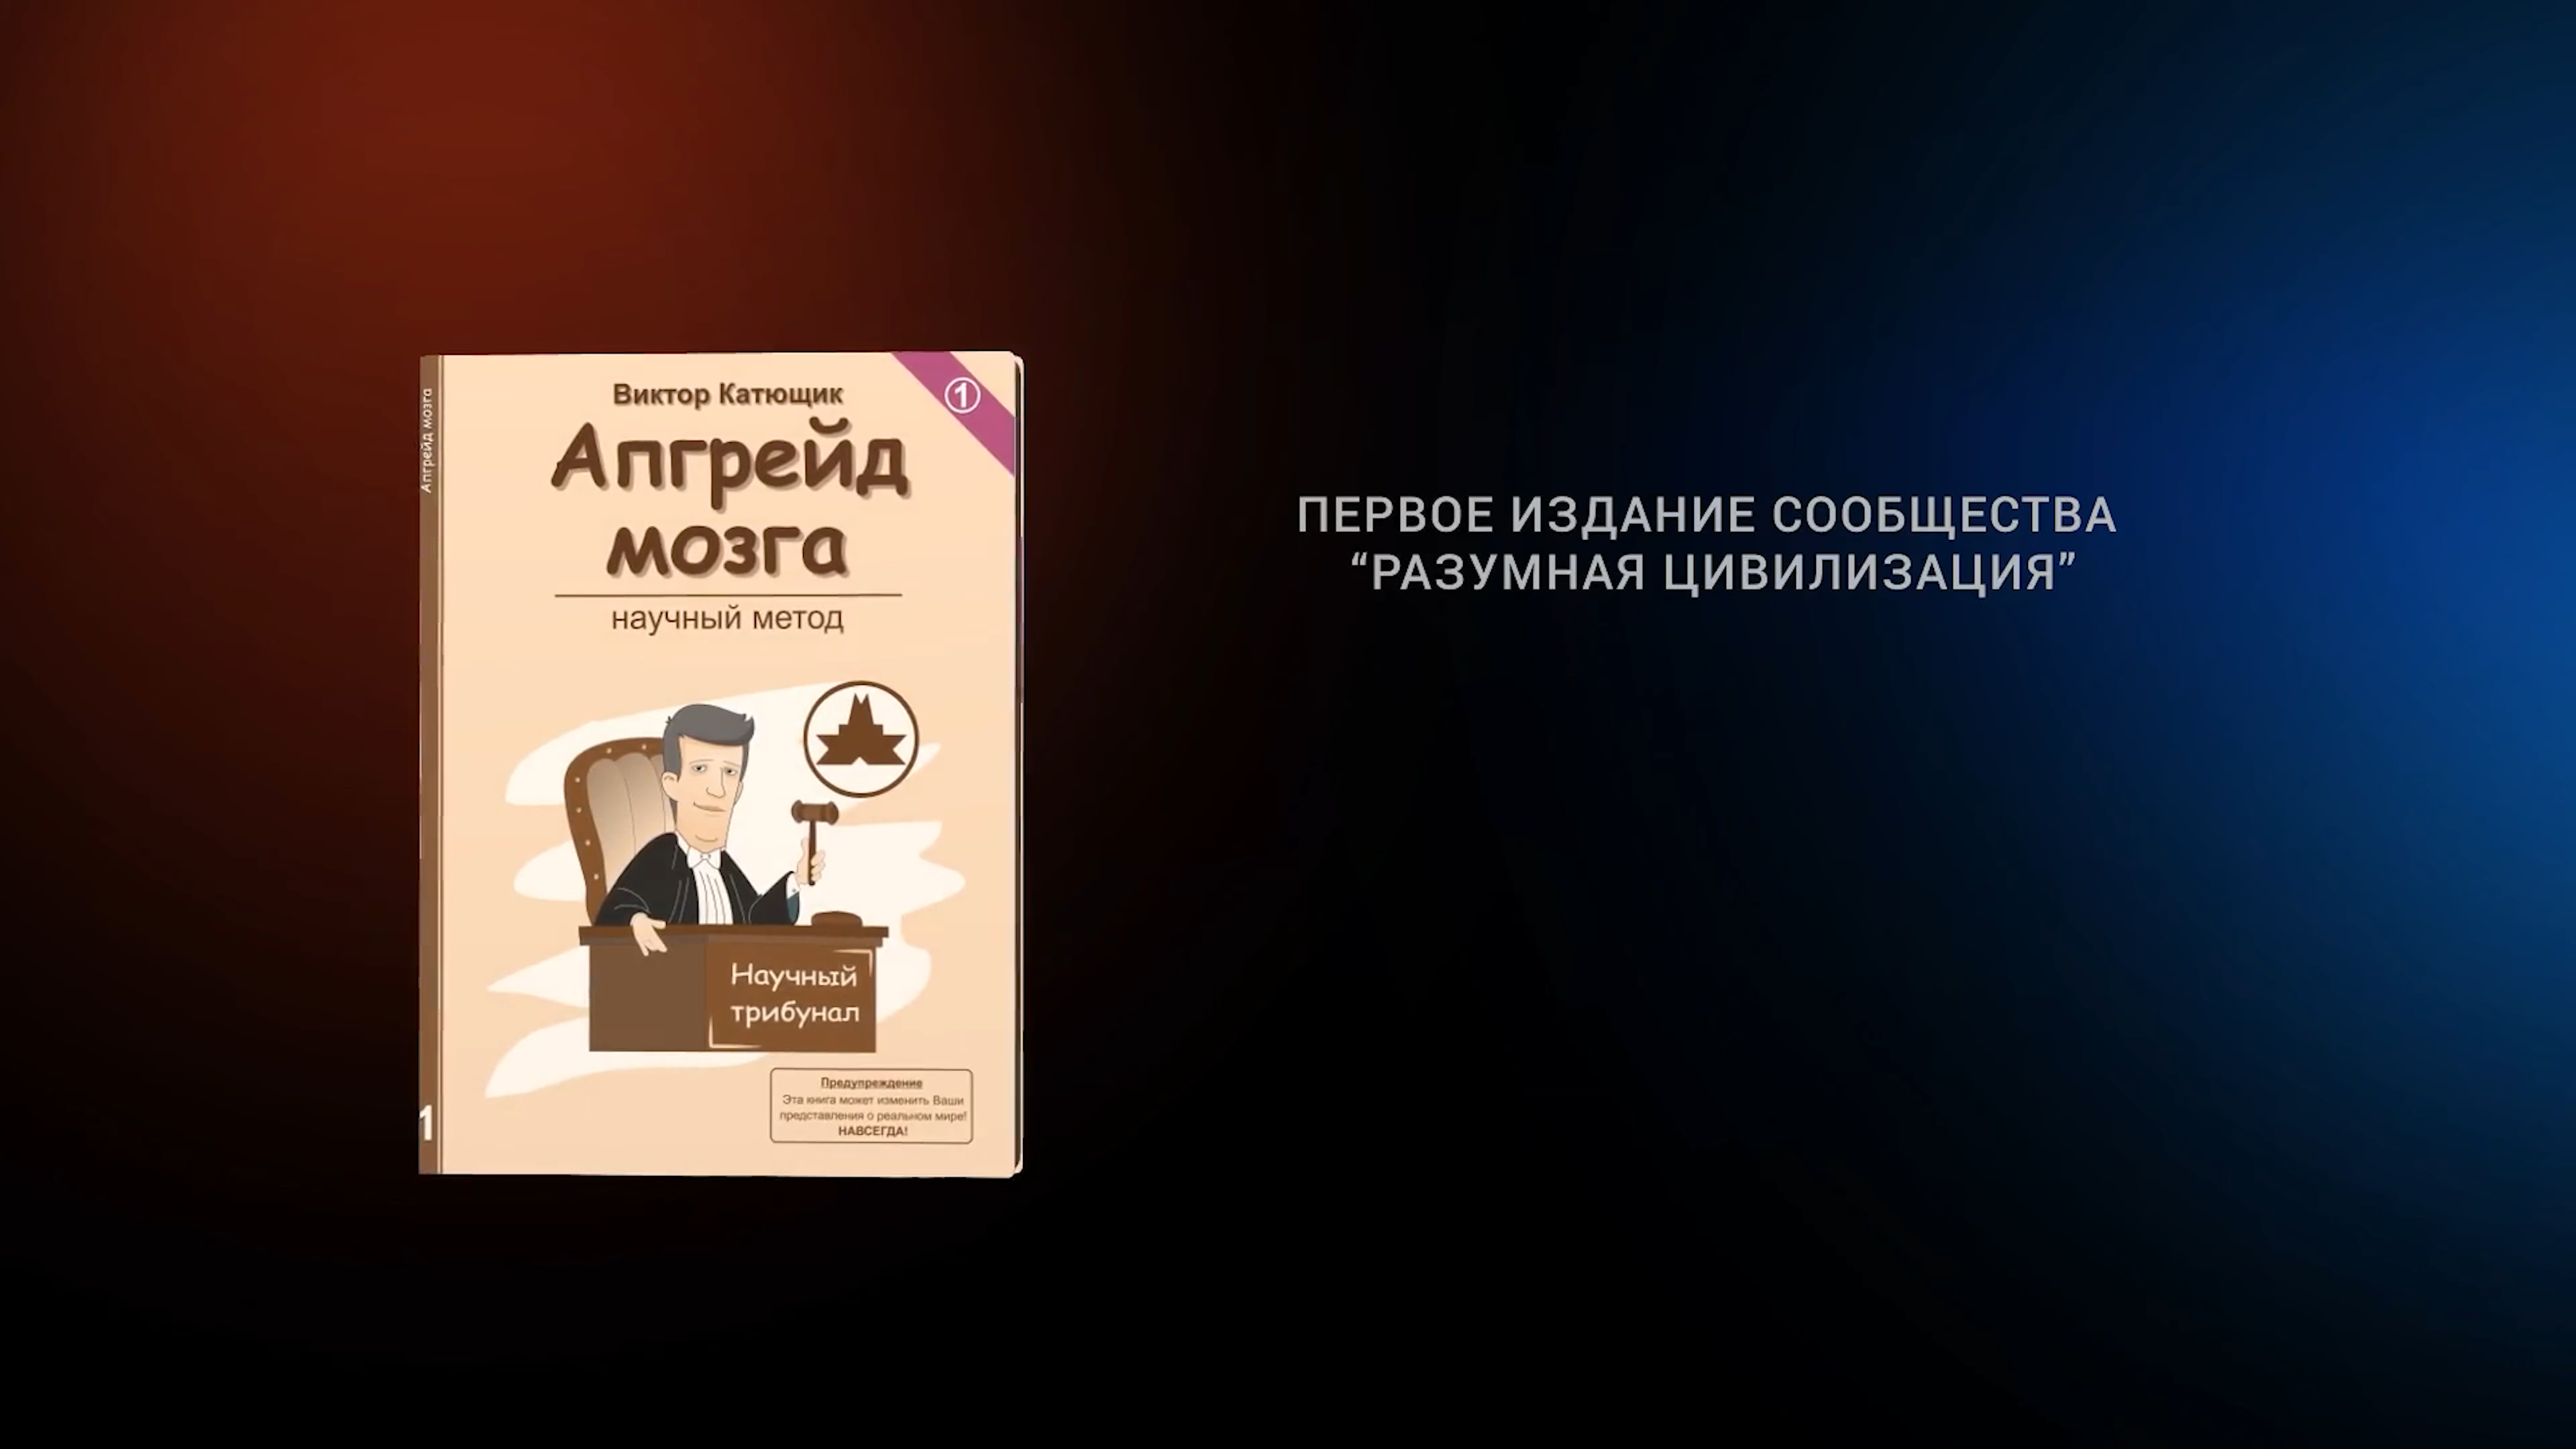 Апгрейд мозга
1
Виктор Катющик
1
Апгрейд
мозга
научный метод
Научный
трибунал
Предупреждение
Эта книга может изменить Ваши
представления о реальном мире!
НАВСЕГДА!
ПЕРВОЕ ИЗДАНИЕ СООБЩЕСТВА
“РАЗУМНАЯ ЦИВИЛИЗАЦИЯ”